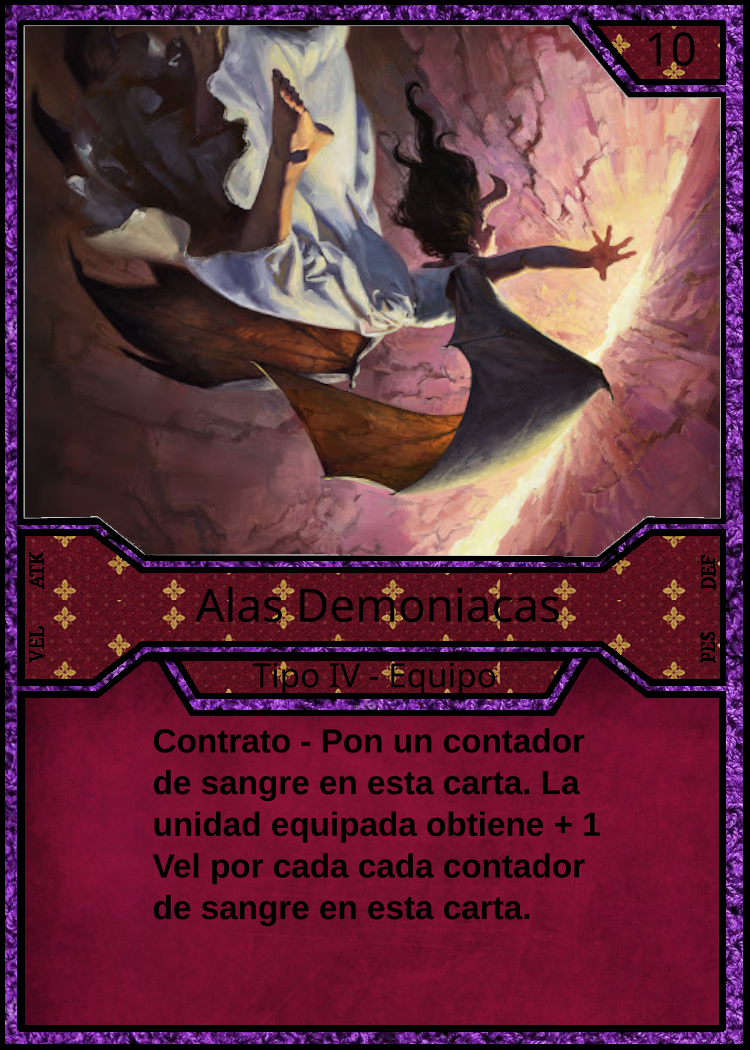 10
ATK
DEF
Alas Demoniacas
VEL
PES
Tipo IV - Equipo
Contrato - Pon un contador
de sangre en esta carta. La
unidad equipada obtiene + 1
Vel por cada cada contador
de sangre en esta carta.